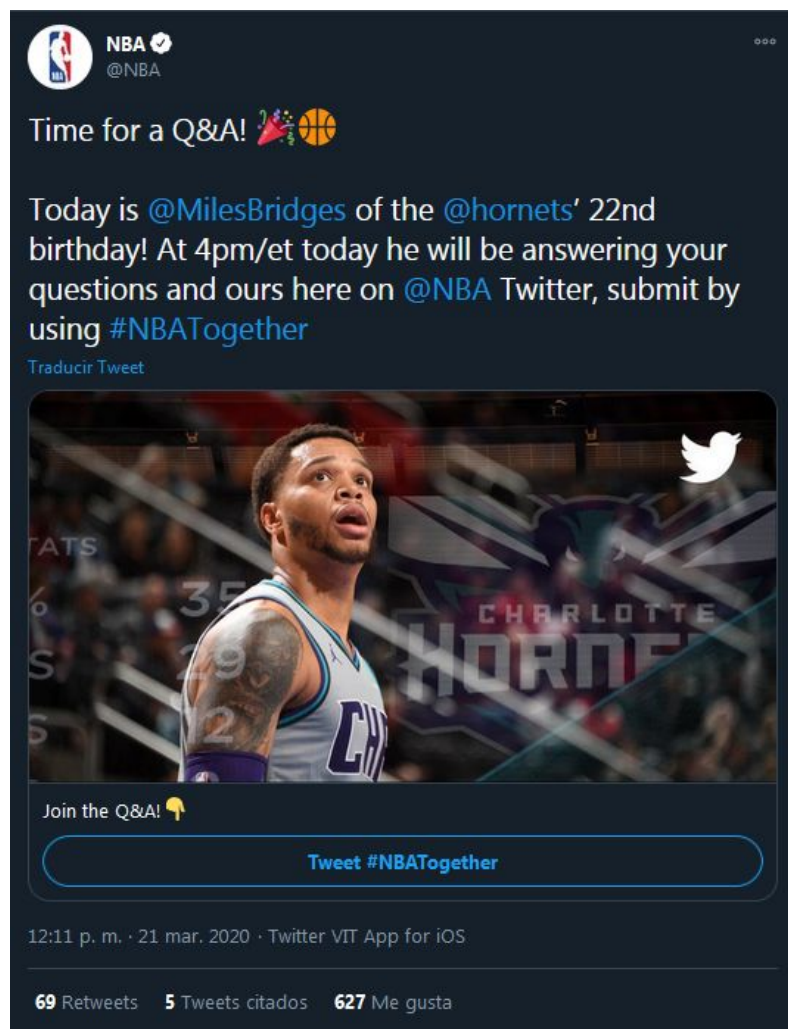 NBA
@NBA
Time for a Q&A! 🎉🏀
Today is @MilesBridges of the @hornets’ 22nd
birthday! At 4pm/et today he will be answering your
questions and ours here on @NBA Twitter, submit by
using #NBATogether
Traducir Tweet
CHARLOTTE
Join the Q&A! 👇
Tweet #NBATogether
12:11 p. m. · 21 mar. 2020 · Twitter VIT App for iOS
69 Retweets 5 Tweets citados 627 Me gusta